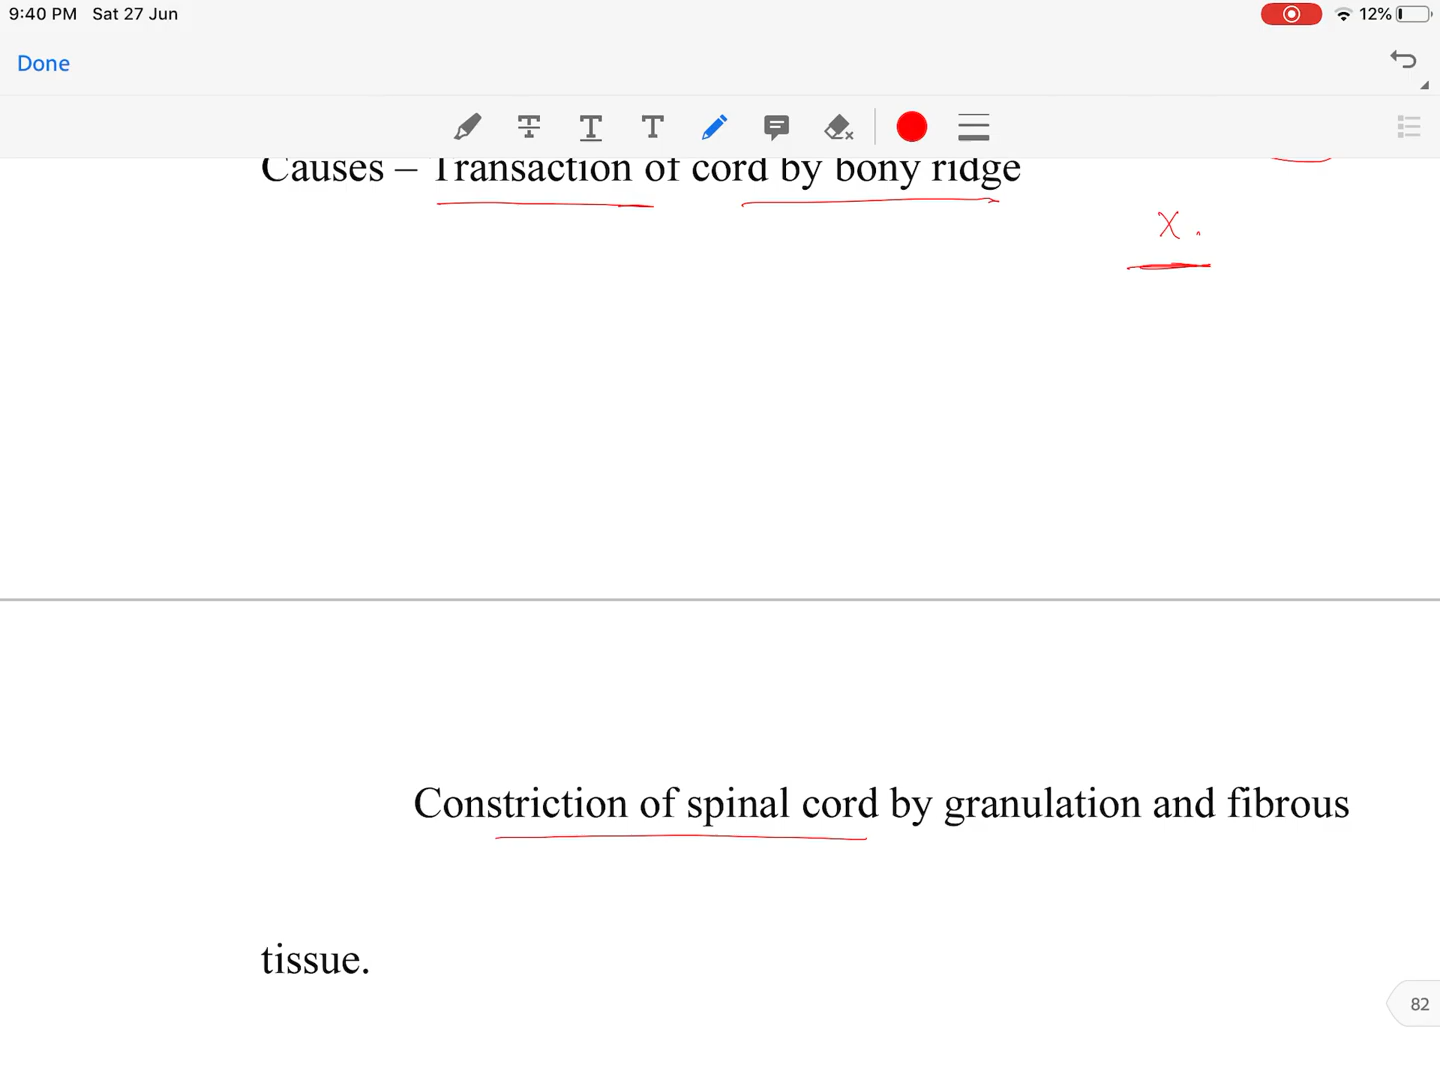 9:40 PM Sat 27 Jun 12%
Done
Causes – Transaction of cord by bony ridge
x.
Constriction of spinal cord by granulation and fibrous
tissue.
82